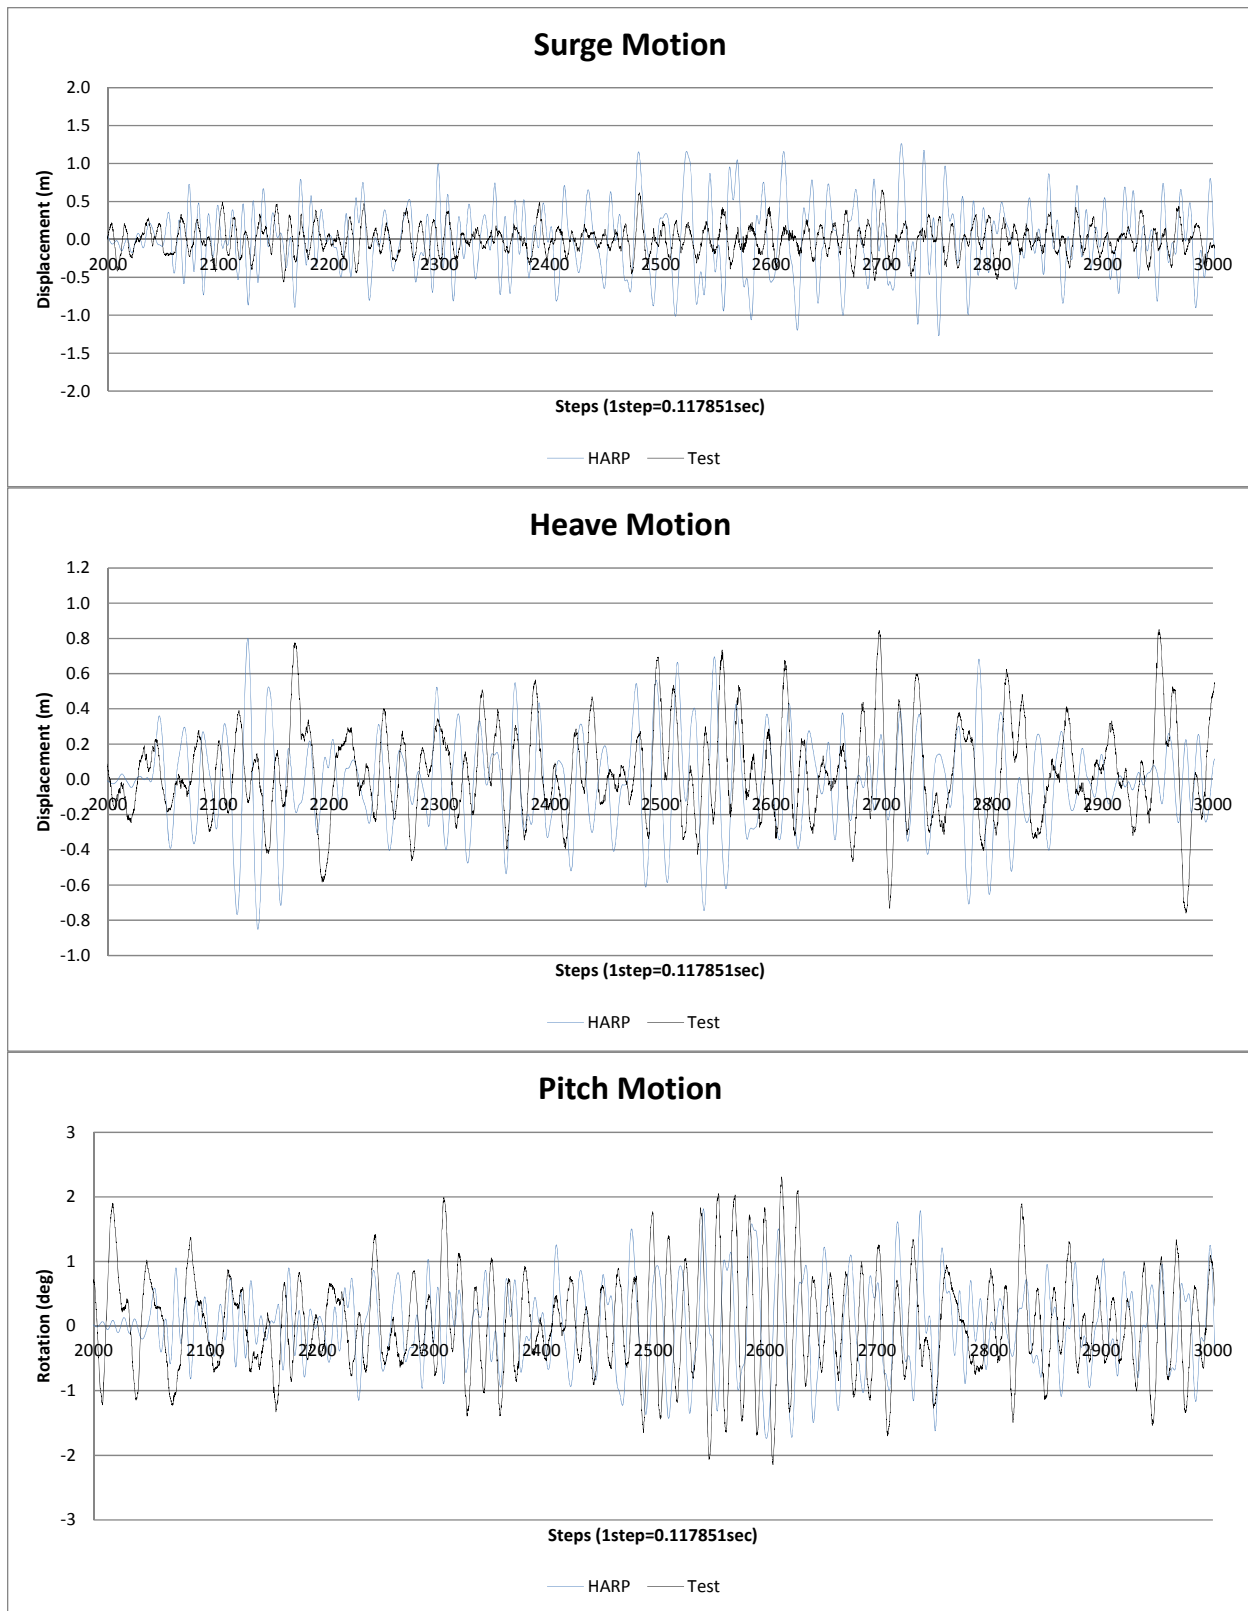 Surge Motion
2.0
1.5
1.0
0.5
0.0
-0.5
-1.0
-1.5
-2.0
Displacement (m)
2000 2100 2200 2300 2400 2500 2600 2700 2800 2900 3000
Steps (1step=0.117851sec)
HARP Test
Heave Motion
1.2
1.0
0.8
0.6
0.4
0.2
0.0
-0.2
-0.4
-0.6
-0.8
-1.0
Displacement (m)
2000 2100 2200 2300 2400 2500 2600 2700 2800 2900 3000
Steps (1step=0.117851sec)
HARP Test
Pitch Motion
3
2
1
0
-1
-2
-3
Rotation (deg)
2000 2100 2200 2300 2400 2500 2600 2700 2800 2900 3000
Steps (1step=0.117851sec)
HARP Test